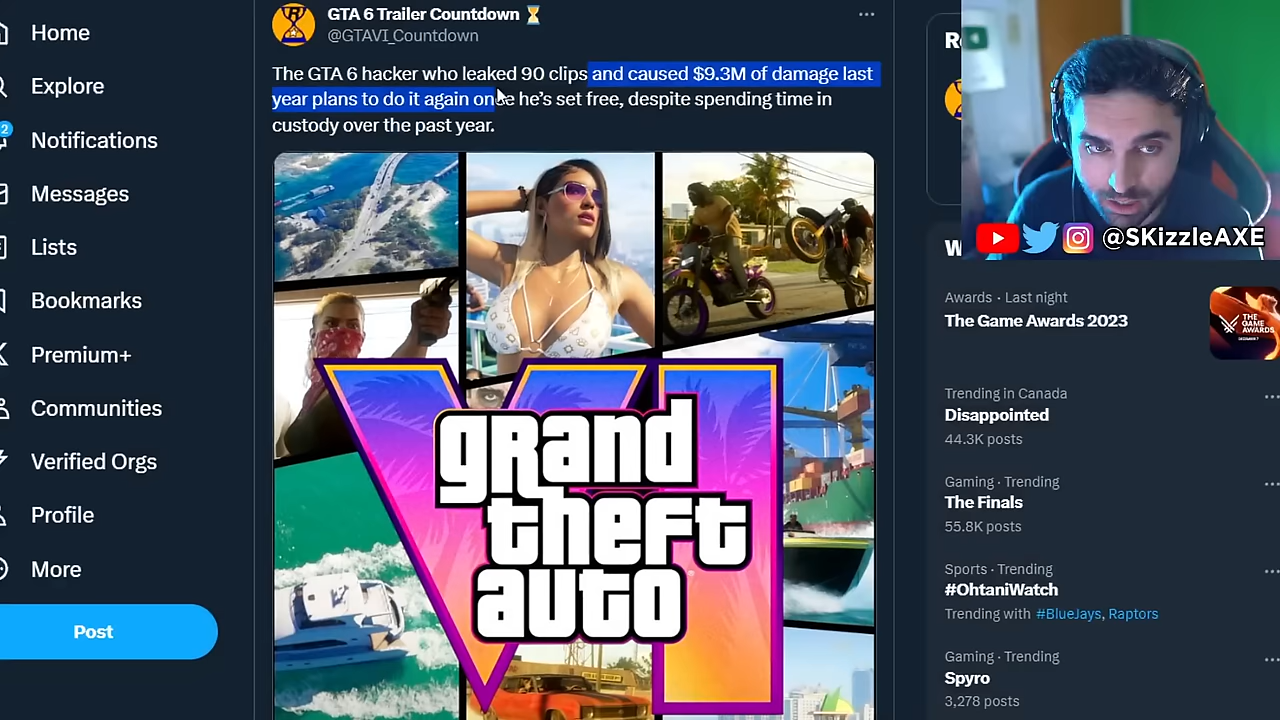 Home
Explore
2
Notifications
Messages
Lists
Bookmarks
Premium+
Communities
Verified Orgs
Profile
More
Post
GTA 6 Trailer Countdown
@GTAVI_Countdown
The GTA 6 hacker who leaked 90 clips and caused $9.3M of damage last
year plans to do it again once he's set free, despite spending time in
custody over the past year.
VI
grand
theft
auto
@SKizzleAXE
Awards · Last night
The Game Awards 2023
THE
GAME
AWARDS
Trending in Canada
Disappointed
44.3K posts
Gaming · Trending
The Finals
55.8K posts
Sports · Trending
#OhtaniWatch
Trending with #BlueJays, Raptors
Gaming · Trending
Spyro
3,278 posts